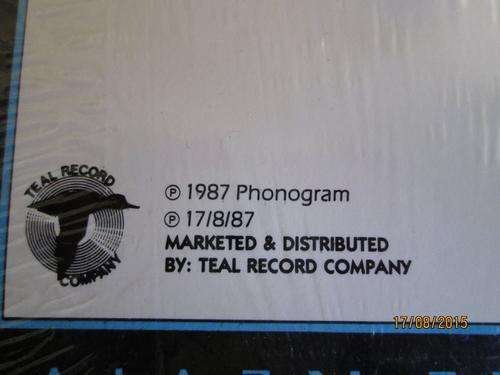 TEAL RECORD
COMPANY
℗ 1987 Phonogram
℗ 17/8/87
MARKETED & DISTRIBUTED
BY: TEAL RECORD COMPANY
17/08/2015